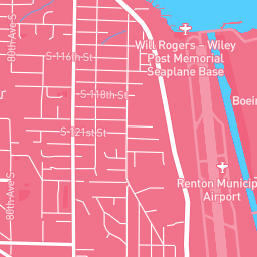 80th Ave S
Will Rogers - Wiley
Post Memorial
Seaplane Base
S 116th St
S 118th St
Boein
S 121st St
Renton Municip
Airport
80th Ave S